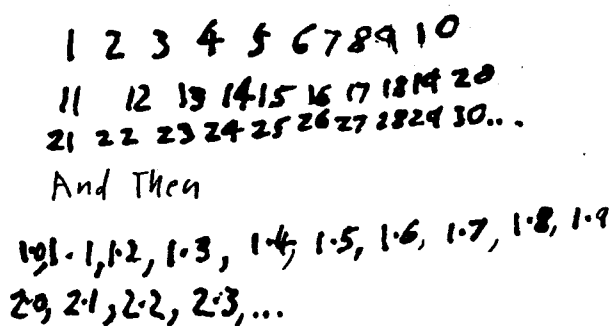 1 2 3 4 5 6 7 8 9 10
11 12 13 14 15 16 17 18 19 20
21 22 23 24 25 26 27 28 29 30...
And Then
1.0, 1.1, 1.2, 1.3, 1.4, 1.5, 1.6, 1.7, 1.8, 1.9
2.0, 2.1, 2.2, 2.3, ...